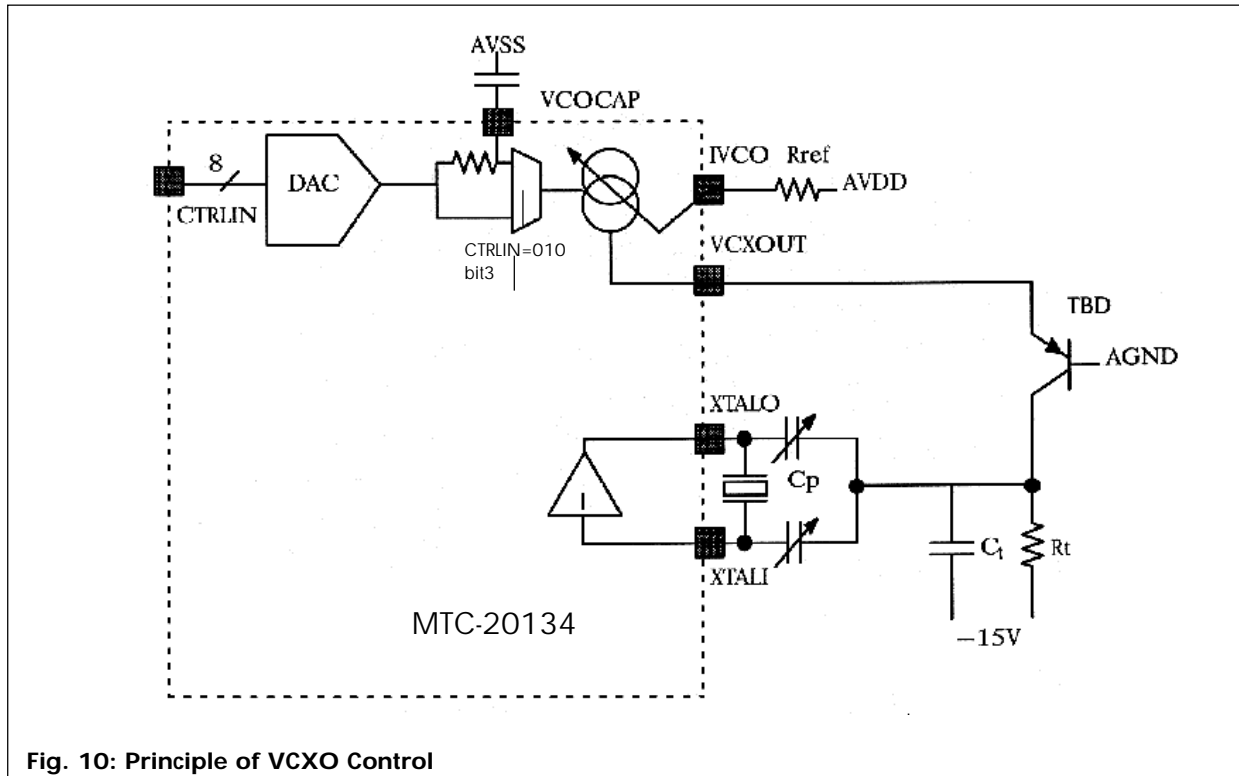 AVSS
VCOCAP
8
DAC
CTRLIN
CTRLIN=010
bit3
IVCO Rref
AVDD
VCXOUT
TBD
AGND
XTALO
Cp
XTALI
Ct Rt
−15V
MTC-20134
Fig. 10: Principle of VCXO Control